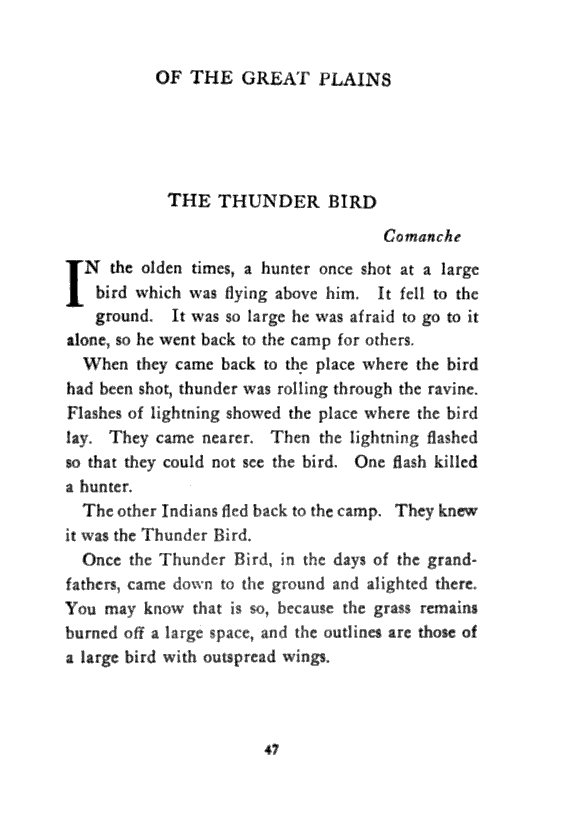 OF THE GREAT PLAINS
THE THUNDER BIRD
Comanche
IN the olden times, a hunter once shot at a large
bird which was flying above him. It fell to the
ground. It was so large he was afraid to go to it
alone, so he went back to the camp for others.
When they came back to the place where the bird
had been shot, thunder was rolling through the ravine.
Flashes of lightning showed the place where the bird
lay. They came nearer. Then the lightning flashed
so that they could not see the bird. One flash killed
a hunter.
The other Indians fled back to the camp. They knew
it was the Thunder Bird.
Once the Thunder Bird, in the days of the grand-
fathers, came down to the ground and alighted there.
You may know that is so, because the grass remains
burned off a large space, and the outlines are those of
a large bird with outspread wings.
47